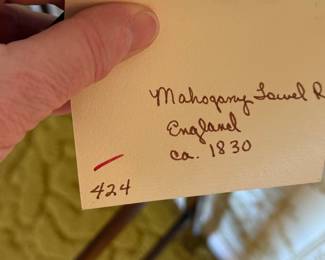 Mahogany Towel R
England
ca. 1830
424